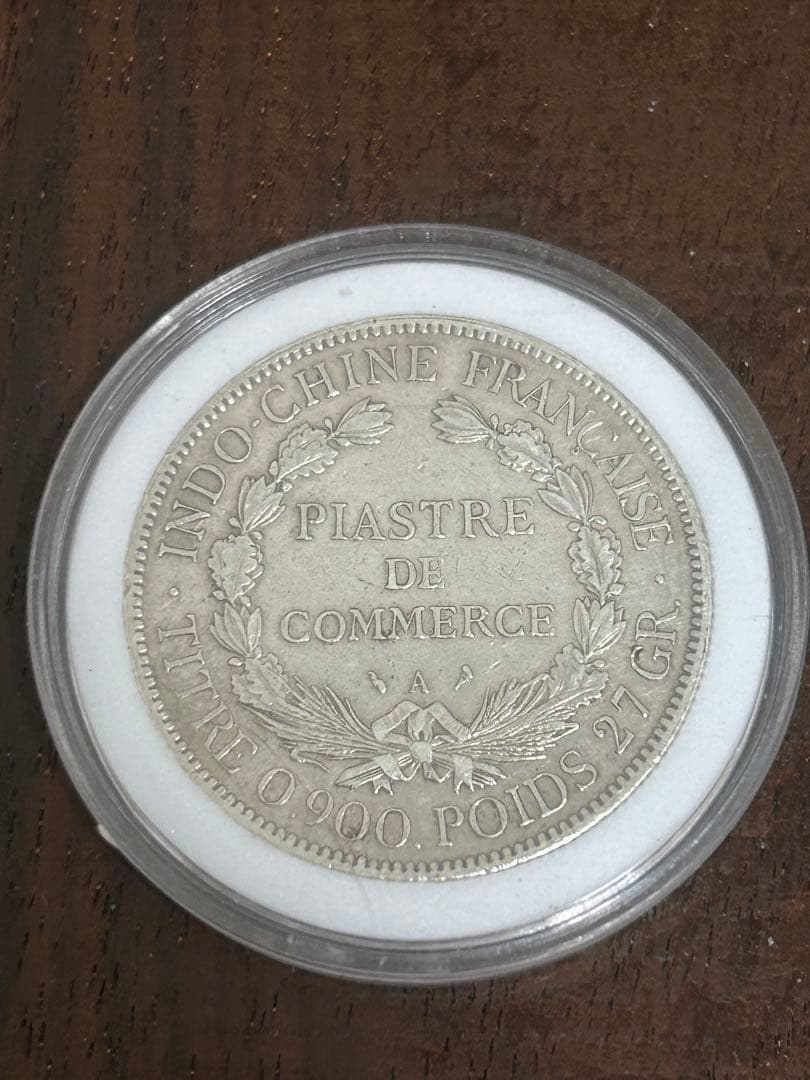 INDO-CHINE FRANÇAISE
PIASTRE
DE
COMMERCE
A
· TITRE 0,900. POIDS 27 GR. ·